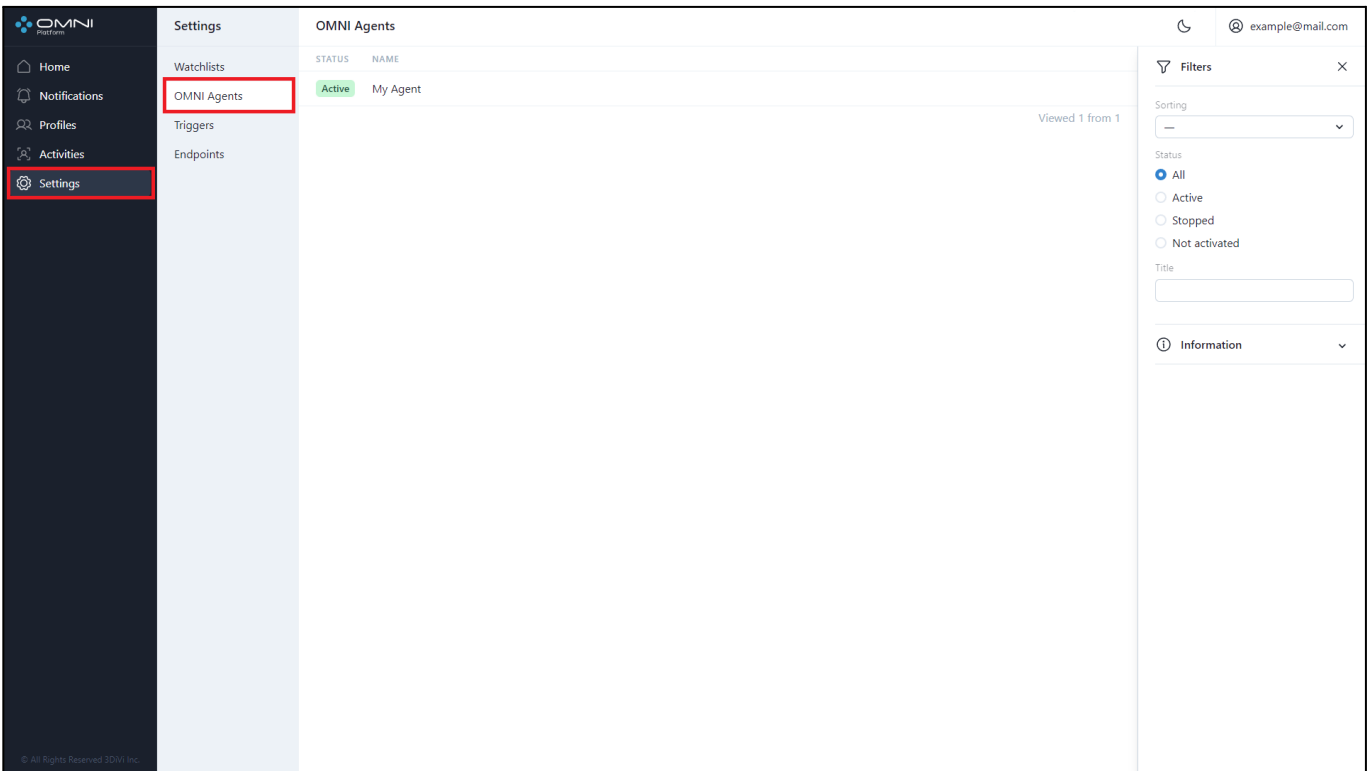 OMNI
Platform
Home
Notifications
Profiles
Activities
Settings
© All Rights Reserved 3DiVi Inc.
Settings
Watchlists
OMNI Agents
Triggers
Endpoints
OMNI Agents
example@mail.com
STATUS NAME
Active My Agent
Viewed 1 from 1
Filters
Sorting
—
Status
All
Active
Stopped
Not activated
Title
Information